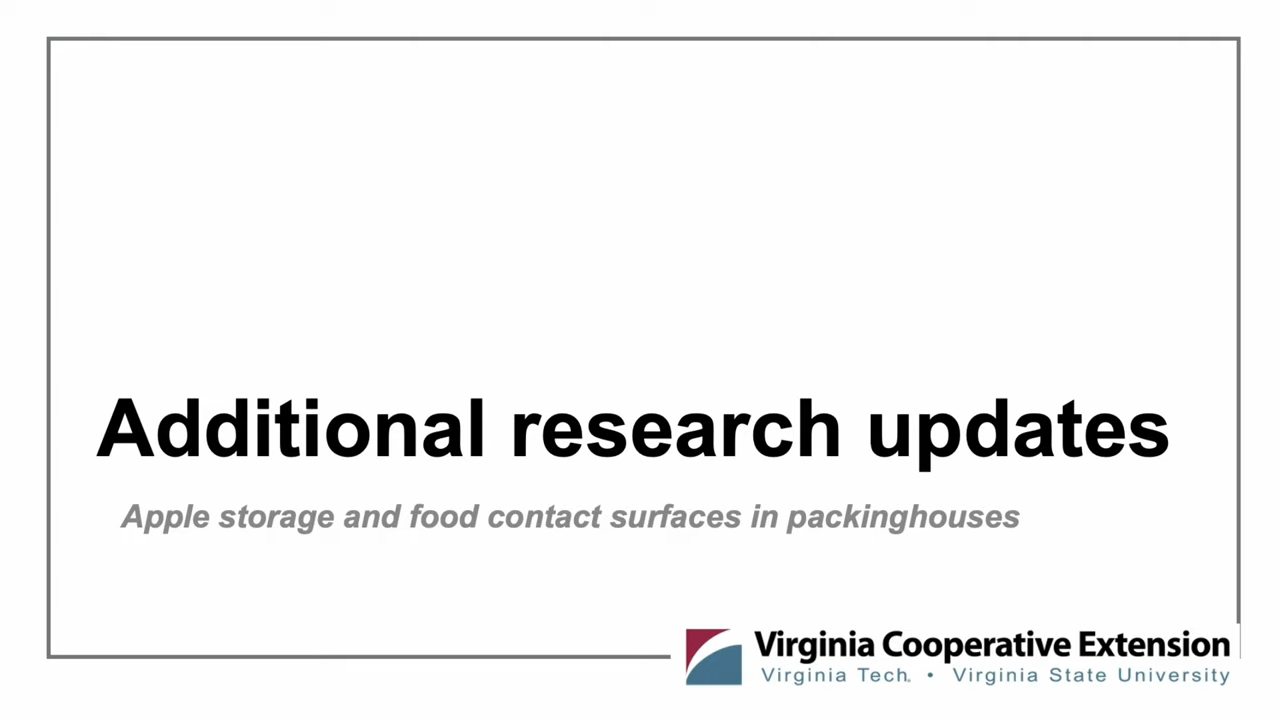 Additional research updates
Apple storage and food contact surfaces in packinghouses
Virginia Cooperative Extension
Virginia Tech. • Virginia State University